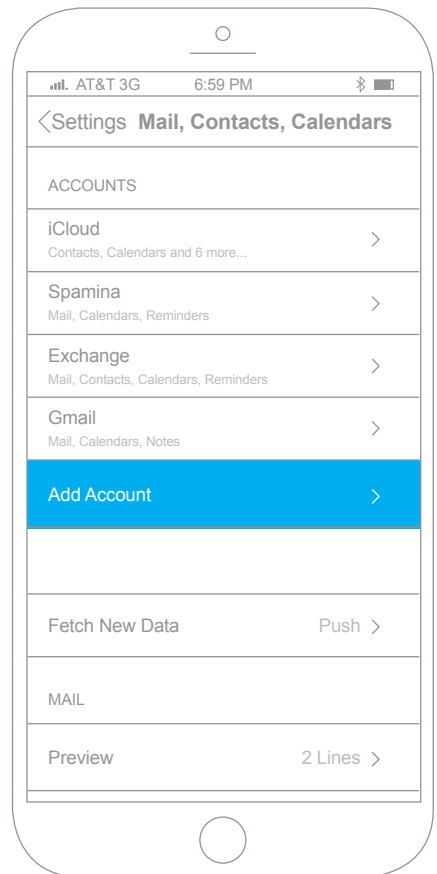 AT&T 3G 6:59 PM
Settings Mail, Contacts, Calendars
ACCOUNTS
iCloud
Contacts, Calendars and 6 more...
Spamina
Mail, Calendars, Reminders
Exchange
Mail, Contacts, Calendars, Reminders
Gmail
Mail, Calendars, Notes
Add Account
Fetch New Data Push
MAIL
Preview 2 Lines